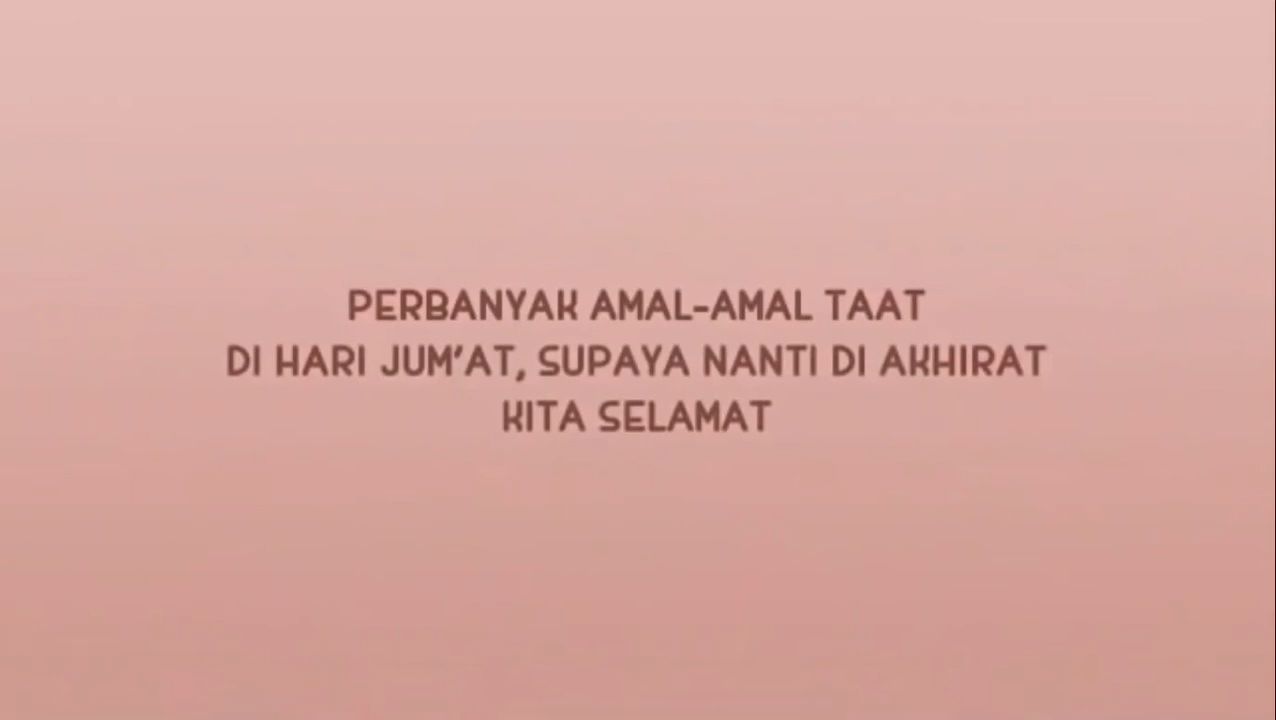 PERBANYAK AMAL-AMAL TAAT
DI HARI JUM'AT, SUPAYA NANTI DI AKHIRAT
KITA SELAMAT